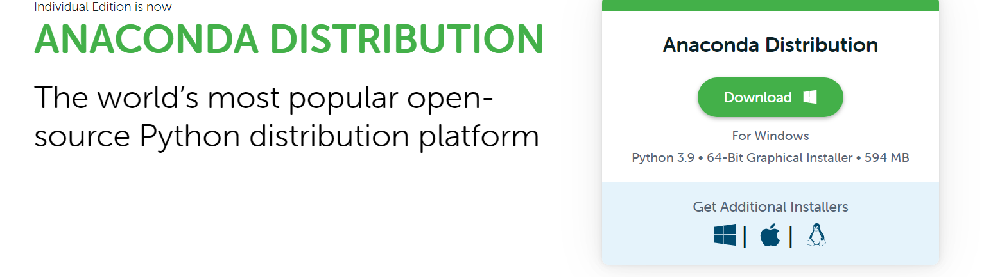 Individual Edition is now
ANACONDA DISTRIBUTION
The world’s most popular open-
source Python distribution platform
Anaconda Distribution
Download
For Windows
Python 3.9 • 64-Bit Graphical Installer • 594 MB
Get Additional Installers
| |